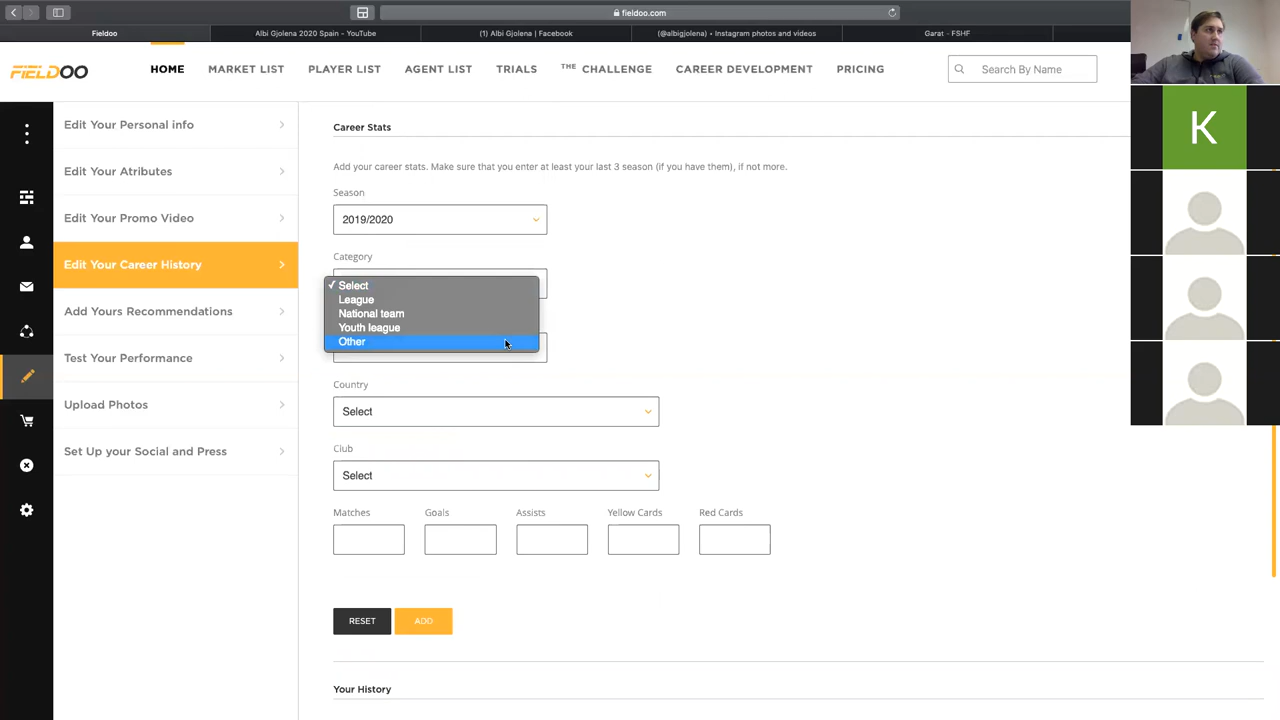 fieldoo.com
Fieldoo
Albi Gjolena 2020 Spain - YouTube
(1) Albi Gjolena | Facebook
(@albigjolena) • Instagram photos and videos
Garat - FSHF
FIELDOO
HOME
MARKET LIST
PLAYER LIST
AGENT LIST
TRIALS
THE CHALLENGE
CAREER DEVELOPMENT
PRICING
Search By Name
Edit Your Personal info
Edit Your Atributes
Edit Your Promo Video
Edit Your Career History
Add Yours Recommendations
Test Your Performance
Upload Photos
Set Up your Social and Press
Career Stats
Add your career stats. Make sure that you enter at least your last 3 season (if you have them), if not more.
Season
2019/2020
Category
✓ Select
League
National team
Youth league
Other
Country
Select
Club
Select
Matches Goals Assists Yellow Cards Red Cards
RESET ADD
Your History
K